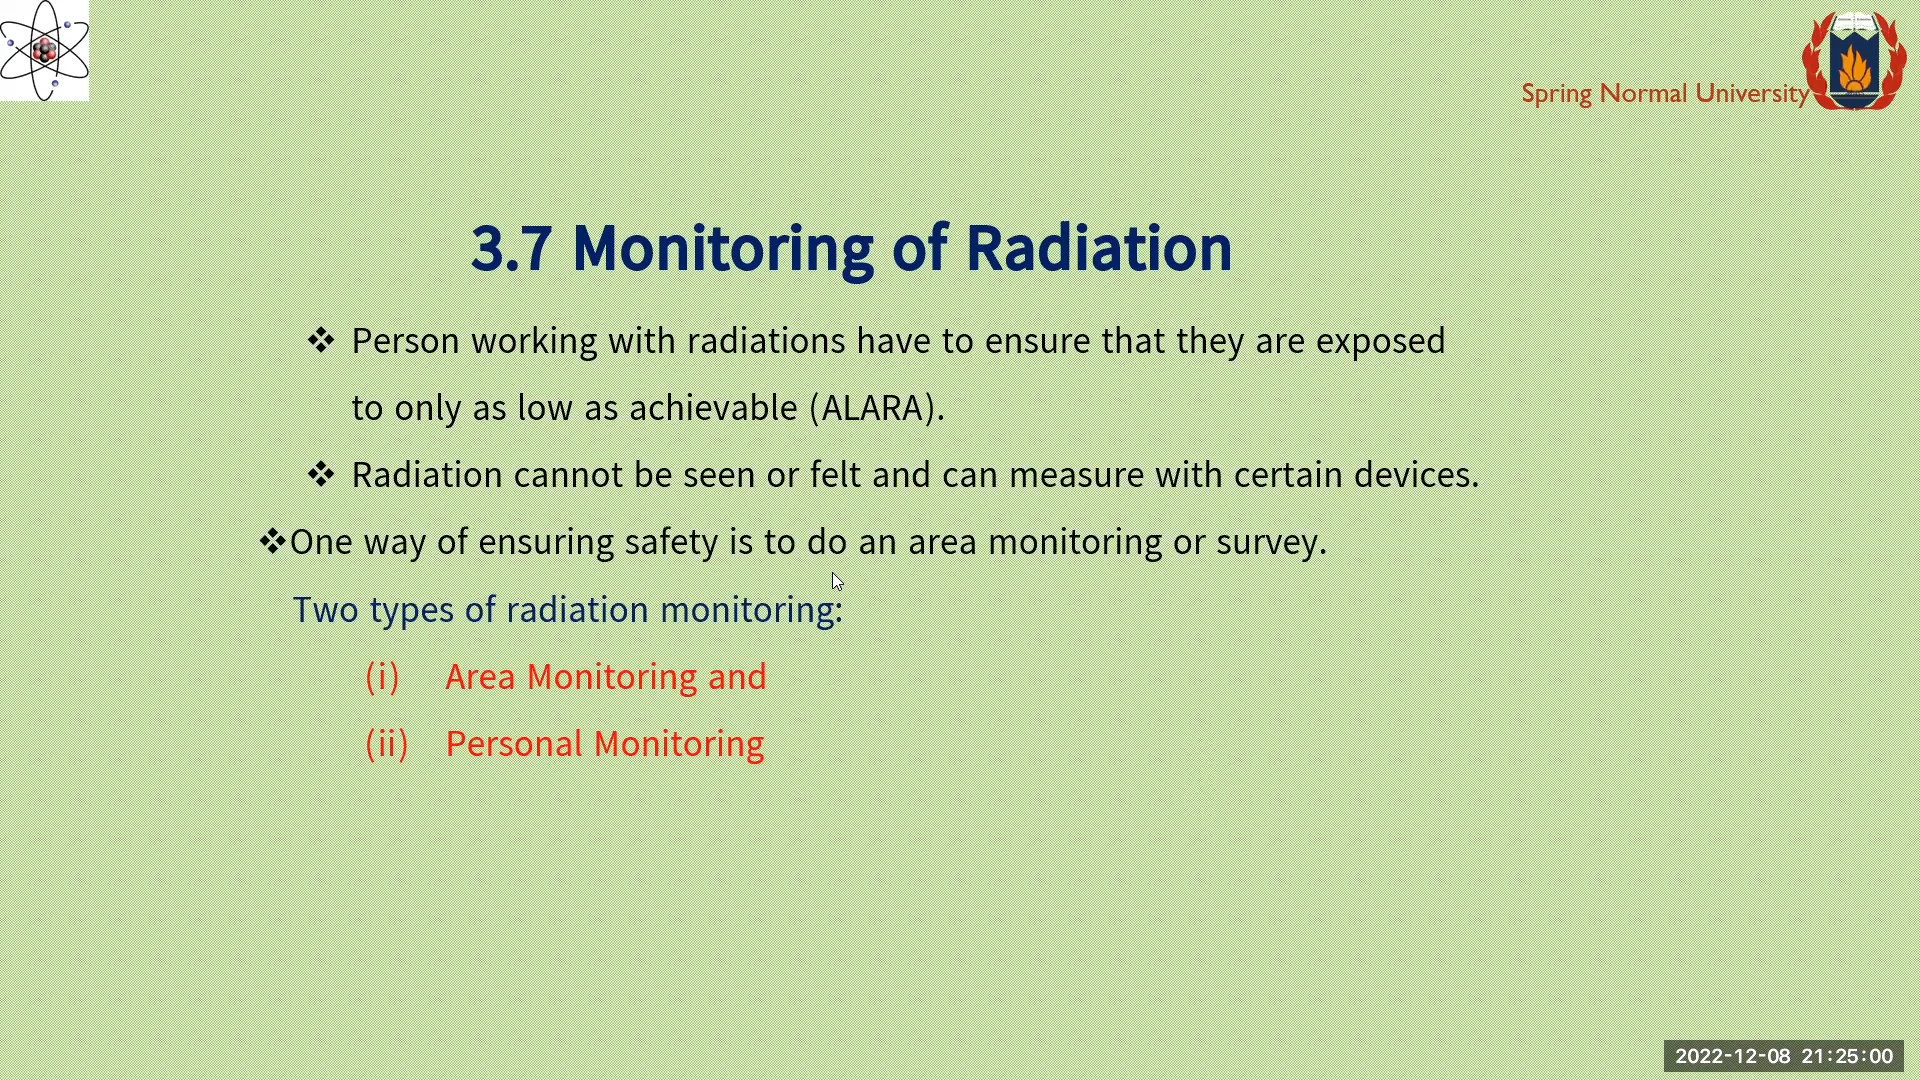 Spring Normal University
3.7 Monitoring of Radiation
❖ Person working with radiations have to ensure that they are exposed
to only as low as achievable (ALARA).
❖ Radiation cannot be seen or felt and can measure with certain devices.
❖One way of ensuring safety is to do an area monitoring or survey.
Two types of radiation monitoring:
(i) Area Monitoring and
(ii) Personal Monitoring
2022-12-08 21:25:00